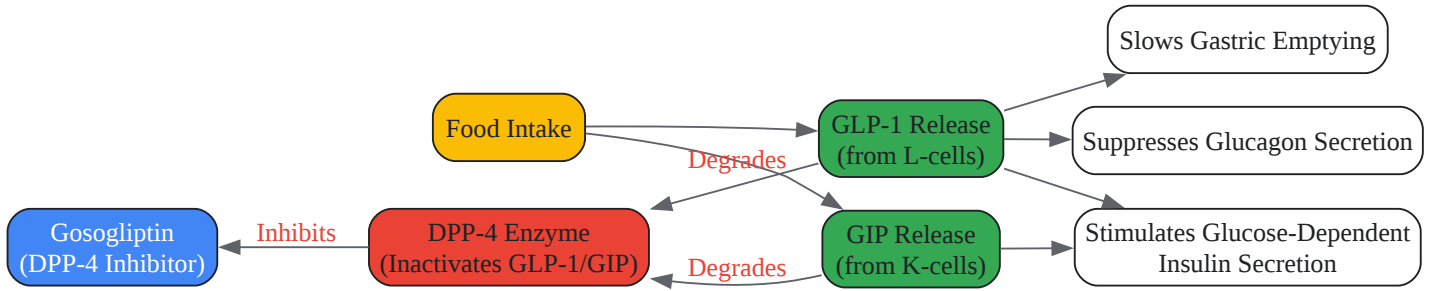 Slows Gastric Emptying
Food Intake
GLP-1 Release
(from L-cells)
Suppresses Glucagon Secretion
Degrades
Gosogliptin
(DPP-4 Inhibitor)
Inhibits
DPP-4 Enzyme
(Inactivates GLP-1/GIP)
Degrades
GIP Release
(from K-cells)
Stimulates Glucose-Dependent
Insulin Secretion